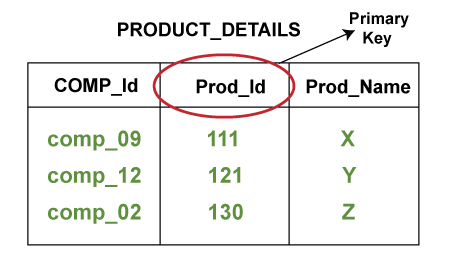 PRODUCT_DETAILS
Primary
Key
COMP_Id Prod_Id Prod_Name
comp_09 111 X
comp_12 121 Y
comp_02 130 Z